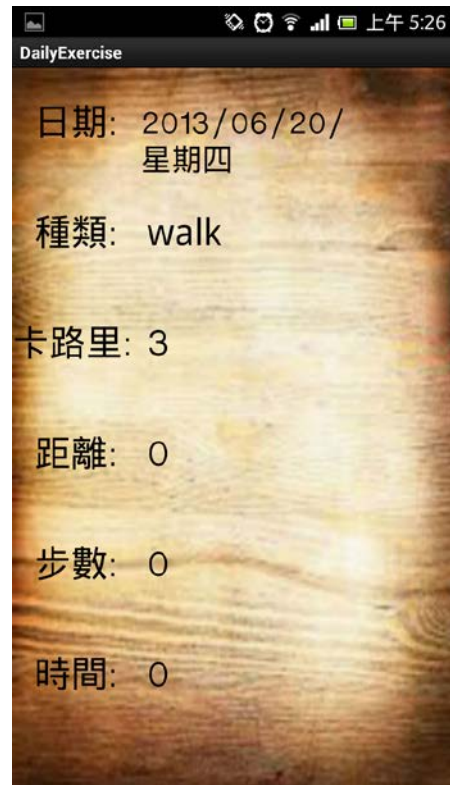 上午 5:26
DailyExercise
日期: 2013/06/20/
星期四
種類: walk
卡路里: 3
距離: 0
步數: 0
時間: 0